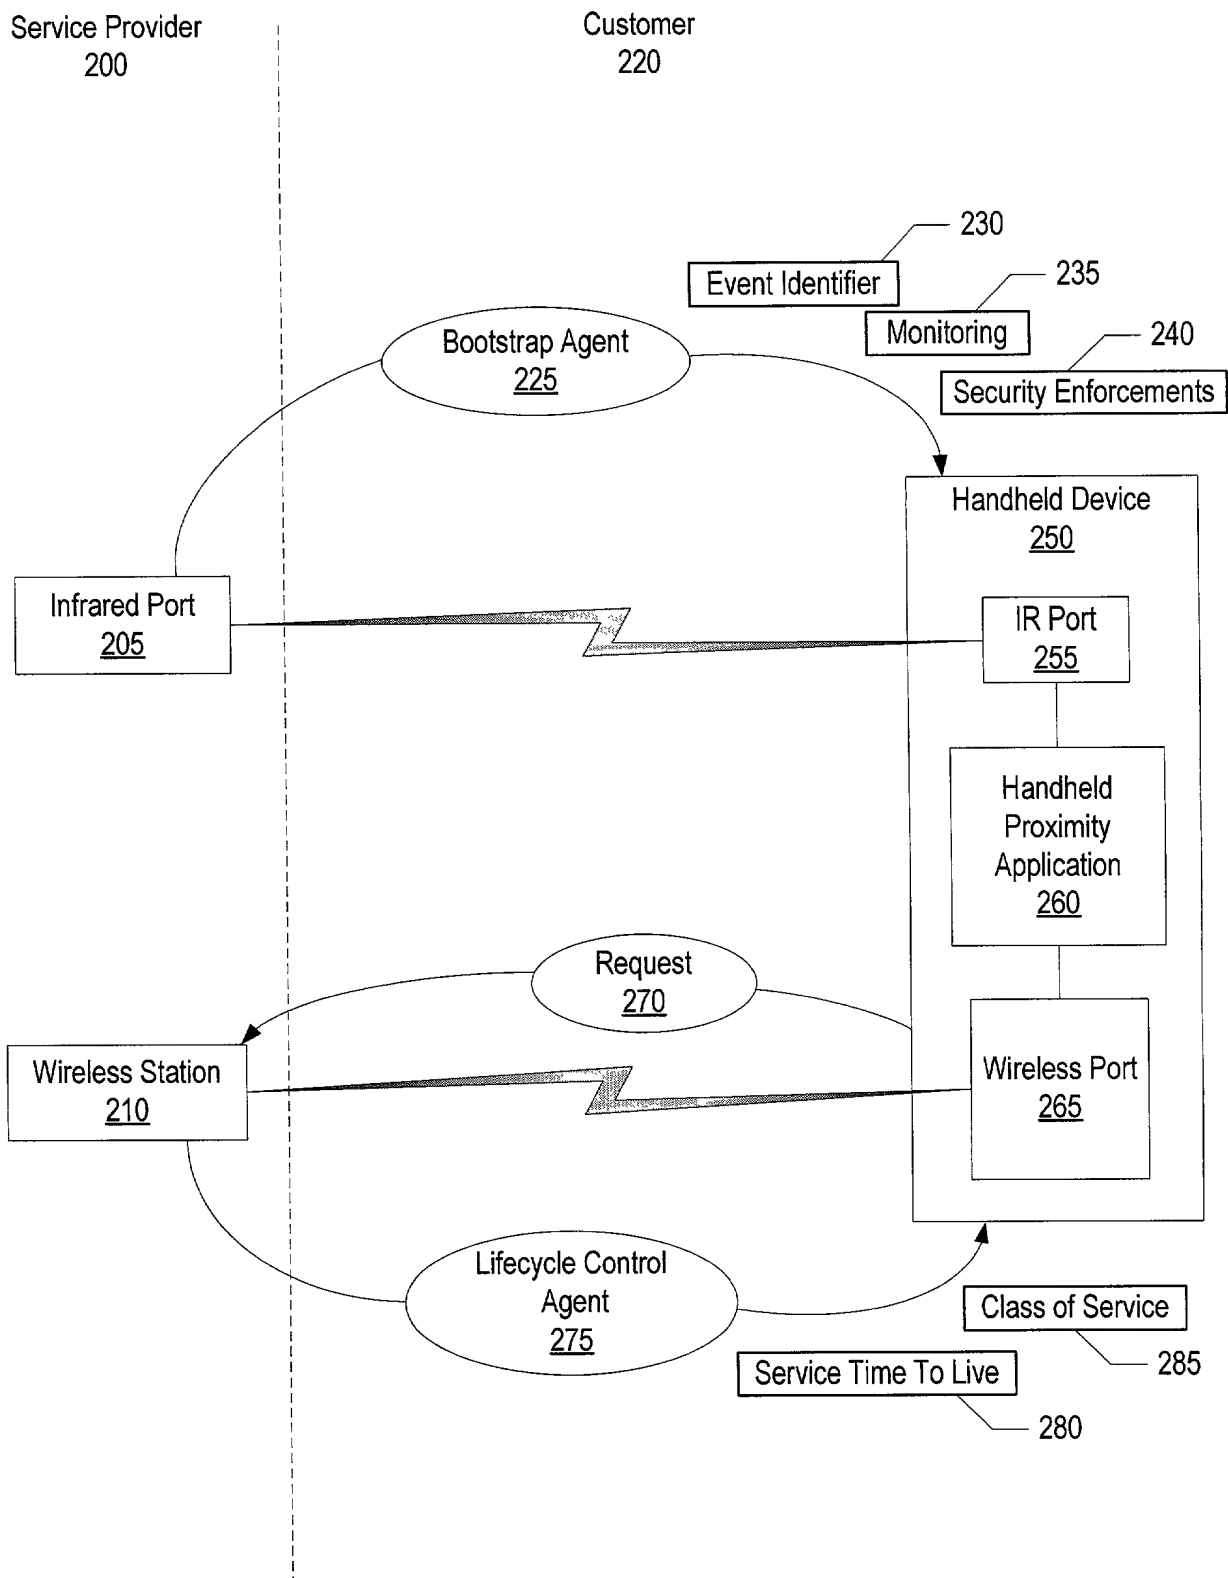 Service Provider
200
Customer
220
230
Event Identifier
235
Monitoring
240
Security Enforcements
Bootstrap Agent
225
Handheld Device
250
Infrared Port
205
IR Port
255
Handheld
Proximity
Application
260
Request
270
Wireless Station
210
Wireless Port
265
Lifecycle Control
Agent
275
Class of Service
285
Service Time To Live
280